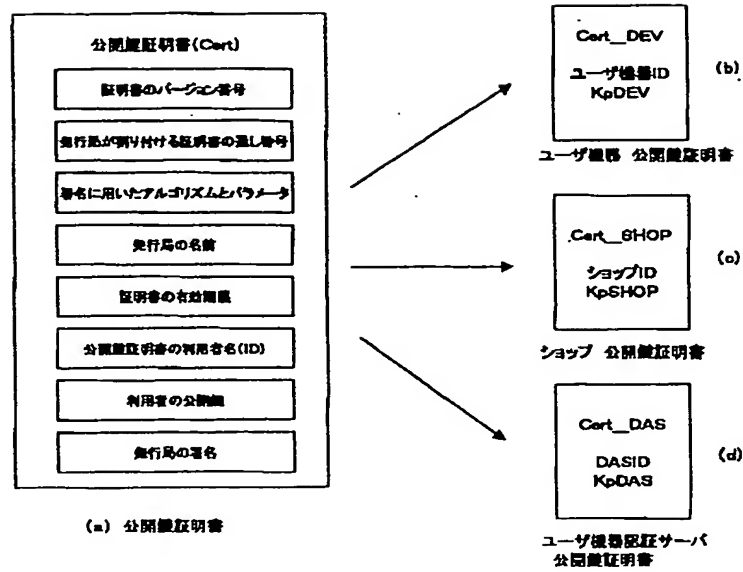 公開鍵証明書(Cert)
証明書のバージョン番号
発行局が割り付ける証明書の通し番号
署名に用いたアルゴリズムとパラメータ
発行局の名前
証明書の有効期限
公開鍵証明書の利用者名(ID)
利用者の公開鍵
発行局の署名
(a) 公開鍵証明書
Cert__DEV
ユーザ機器ID
KpDEV
(b)
ユーザ機器 公開鍵証明書
Cert__SHOP
ショップID
KpSHOP
(c)
ショップ 公開鍵証明書
Cert__DAS
DASID
KpDAS
(d)
ユーザ機器認証サーバ
公開鍵証明書